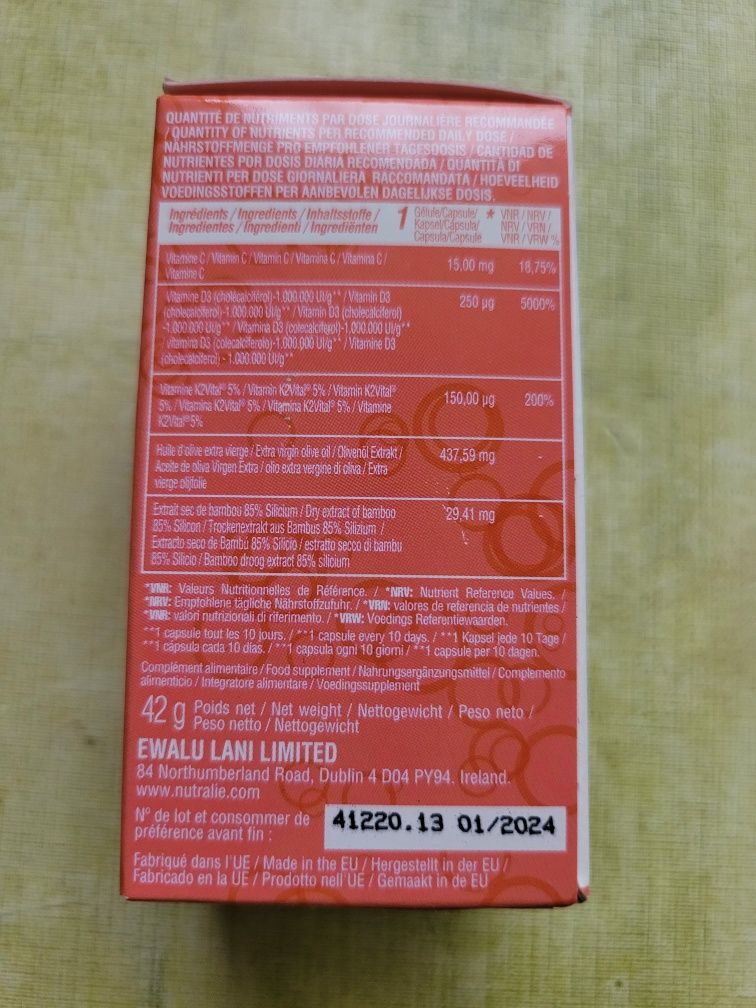 QUANTITÉ DE NUTRIMENTS PAR DOSE JOURNALIÈRE RECOMMANDÉE
/ QUANTITY OF NUTRIENTS PER RECOMMENDED DAILY DOSE /
NÄHRSTOFFMENGE PRO EMPFOHLENER TAGESDOSIS / CANTIDAD DE
NUTRIENTES POR DOSIS DIARIA RECOMENDADA / QUANTITÀ DI
NUTRIENTI PER DOSE GIORNALIERA RACCOMANDATA / HOEVEELHEID
VOEDINGSSTOFFEN PER AANBEVOLEN DAGELIJKSE DOSIS.
Ingrédients / Ingredients / Inhaltsstoffe /
Ingredientes / Ingredienti / Ingrediënten
1 Gélule/Capsule/
Kapsel/Cápsula/
Capsula/Capsule
* VNR / NRV /
NRV / VRN /
VNR / VRW %
Vitamine C / Vitamin C / Vitamin C / Vitamina C / Vitamina C /
Vitamine C
15,00 mg 18,75%
Vitamine D3 (cholécalciférol)-1.000.000 UI/g** / Vitamin D3
(cholecalciferol)-1.000.000 UI/g** / Vitamin D3 (cholecalciferol)
-1.000.000 UI/g** / Vitamina D3 (colecalciferol)-1.000.000 UI/g**
/ vitamina D3 (colecalciferolo)-1.000.000 UI/g** / Vitamine D3
(cholecalciferol) - 1.000.000 UI/g**
250 µg 5000%
Vitamine K2Vital® 5% / Vitamin K2Vital® 5% / Vitamin K2Vital®
5% / Vitamina K2Vital® 5% / Vitamina K2Vital® 5% / Vitamine
K2Vital® 5%
150,00 µg 200%
Huile d'olive extra vierge / Extra virgin olive oil / Olivenöl Extrakt /
Aceite de oliva Virgen Extra / olio extra vergine di oliva / Extra
vierge olijfolie
437,59 mg -
Extrait sec de bambou 85% Silicium / Dry extract of bamboo
85% Silicon / Trockenextrakt aus Bambus 85% Silizium /
Extracto seco de Bambú 85% Silicio / estratto secco di bambu
85% Silicio / Bamboo droog extract 85% silicium
29,41 mg -
*VNR: Valeurs Nutritionnelles de Référence. / *NRV: Nutrient Reference Values. /
*NRV: Empfohlene tägliche Nährstoffzufuhr. / *VRN: valores de referencia de nutrientes /
*VNR: valori nutrizionali di riferimento. / *VRW: Voedings Referentiewaarden.
**1 capsule tout les 10 jours. / **1 capsule every 10 days. / **1 Kapsel jede 10 Tage /
**1 cápsula cada 10 días. / **1 capsula ogni 10 giorni / **1 capsule per 10 dagen.
Complément alimentaire / Food supplement / Nahrungsergänzungsmittel / Complemento
alimenticio / Integratore alimentare / Voedingssupplement
42 g Poids net / Net weight / Nettogewicht / Peso neto /
Peso netto / Nettogewicht
EWALU LANI LIMITED
84 Northumberland Road, Dublin 4 D04 PY94. Ireland.
www.nutralie.com
N° de lot et consommer de
préférence avant fin :
41220.13 01/2024
Fabriqué dans l'UE / Made in the EU / Hergestellt in der EU /
Fabricado en la UE / Prodotto nell'UE / Gemaakt in de EU